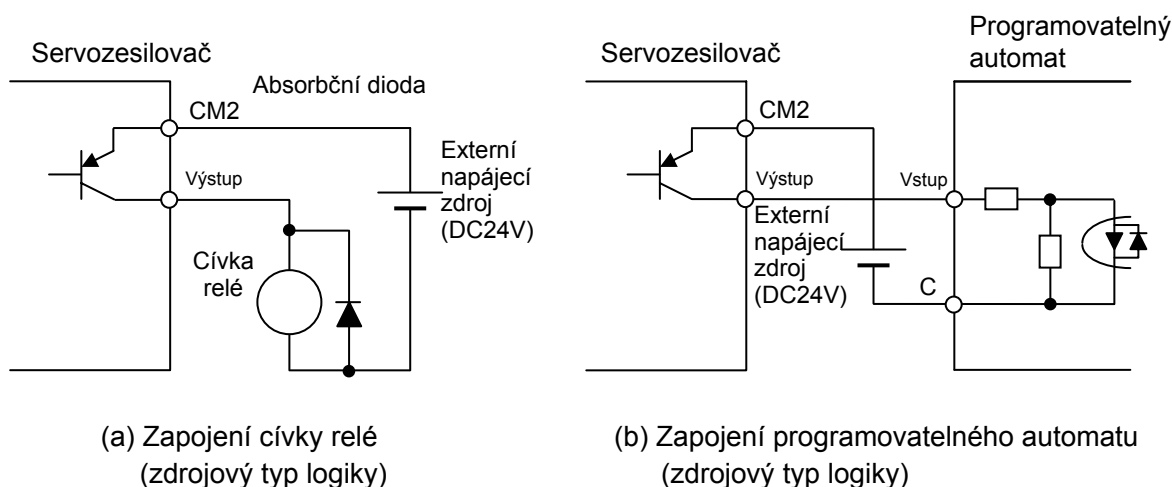 Servozesilovač
Absorbční dioda
CM2
Výstup
Externí
napájecí
zdroj
(DC24V)
Cívka
relé
(a) Zapojení cívky relé
(zdrojový typ logiky)
Programovatelný
automat
Servozesilovač
CM2
Výstup
Vstup
Externí
napájecí
zdroj
(DC24V)
C
(b) Zapojení programovatelného automatu
(zdrojový typ logiky)